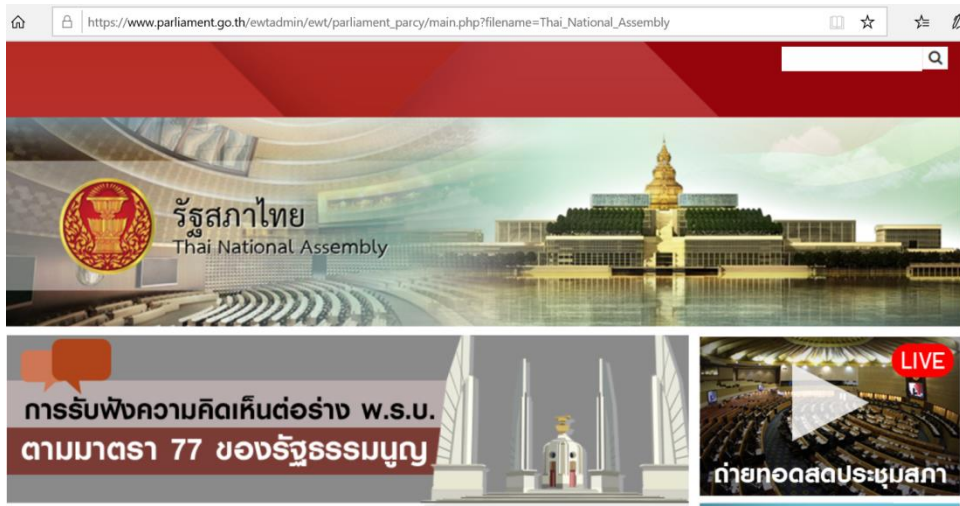 https://www.parliament.go.th/ewtadmin/ewt/parliament_parcy/main.php?filename=Thai_National_Assembly
รัฐสภาไทย
Thai National Assembly
การรับฟังความคิดเห็นต่อร่าง พ.ร.บ.
ตามมาตรา 77 ของรัฐธรรมนูญ
LIVE
ถ่ายทอดสดประชุมสภา